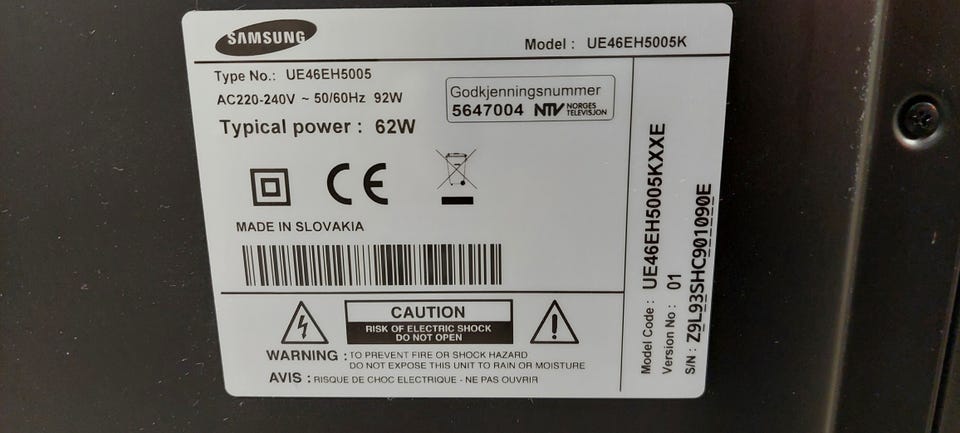 SAMSUNG
Model : UE46EH5005K
Type No.: UE46EH5005
AC220-240V ~ 50/60Hz 92W
Typical power : 62W
Godkjenningsnummer
5647004 NTV NORGES TELEVISJON
CE
MADE IN SLOVAKIA
CAUTION
RISK OF ELECTRIC SHOCK
DO NOT OPEN
WARNING : TO PREVENT FIRE OR SHOCK HAZARD
DO NOT EXPOSE THIS UNIT TO RAIN OR MOISTURE
AVIS : RISQUE DE CHOC ELECTRIQUE - NE PAS OUVRIR
Model Code : UE46EH5005KXXXE
Version No : 01
S/N : Z9L93SHC901090E